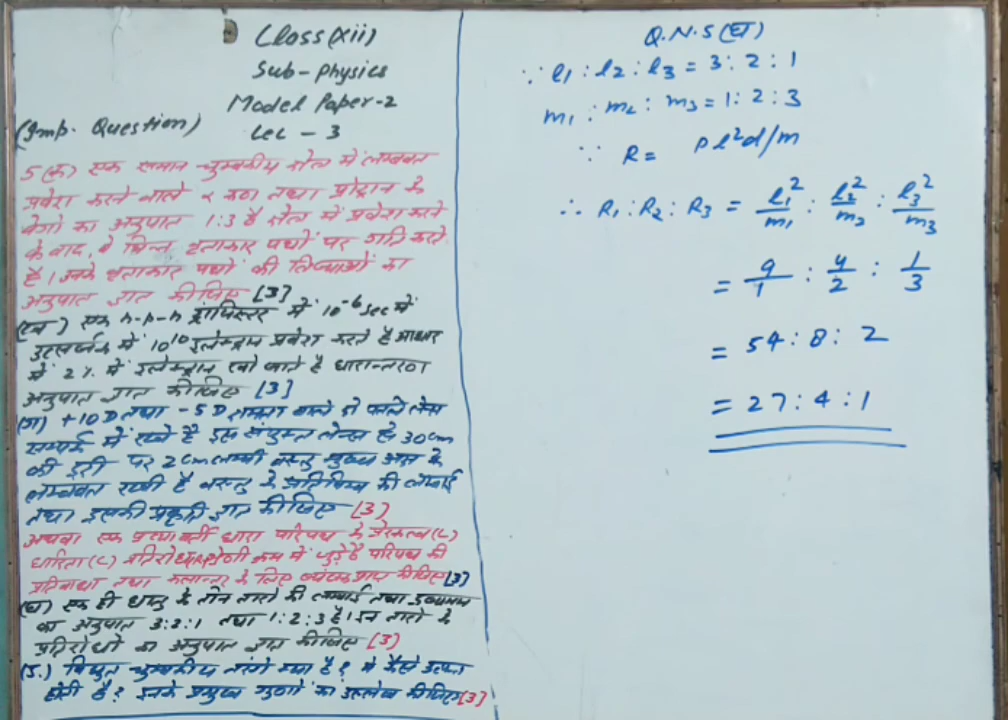 Class (xii)
Sub-Physics
Model Paper-2
(Imp. Question) Lec - 3
5 (क) एक समान चुम्बकीय क्षेत्र में लम्बवत
प्रवेश करने वाले α कण तथा प्रोट्रान के
वेगों का अनुपात 1:3 है क्षेत्र में प्रवेश करने
के बाद, वे भिन्न वृत्ताकार पथों पर गति करते
है। उनके वृत्ताकार पथों की त्रिज्याओं का
अनुपात ज्ञात कीजिए [3]
(ख) एक n-p-n ट्रांजिस्टर में 10⁻⁶ sec में
उत्सर्जक में 10¹⁰ इलेक्ट्रान प्रवेश करते है आधार
में 2% में इलेक्ट्रान खो जाते है धारान्तरण
अनुपात ज्ञात कीजिए [3]
(ग) +10 D तथा -5 D क्षमता वाले दो पतले लेंस
सम्पर्क में रखे है इस संयुक्त लेन्स से 30 cm
की दूरी पर 2 cm लम्बी वस्तु मुख्य अक्ष के
लम्बवत रखी है वस्तु के प्रतिबिम्ब की लम्बाई
तथा इसकी प्रकृति ज्ञात कीजिए [3]
अथवा एक प्रत्यावर्ती धारा परिपथ के प्रेरकत्व (L)
धारिता (C) प्रतिरोध श्रेणी क्रम में जुड़े है परिपथ की
प्रतिबाधा तथा कलान्तर के लिए व्यंजक प्राप्त कीजिए [3]
(घ) एक ही धातु के तीन तारो की लम्बाई तथा द्रव्यमान
का अनुपात 3:2:1 तथा 1:2:3 है। इन तारो के
प्रतिरोधो का अनुपात ज्ञात कीजिए [3]
(5.) विद्युत चुम्बकीय तरंगे क्या है? ये कैसे उत्पन्न
होती है? इनके प्रमुख गुणों का उल्लेख कीजिए [3]
Q.N.5 (घ)
∵ l1 : l2 : l3 = 3 : 2 : 1
m1 : m2 : m3 = 1 : 2 : 3
∵ R = ρ l²d/m
∴ R1 : R2 : R3 = l1²/m1 : l2²/m2 : l3²/m3
= 9/1 : 4/2 : 1/3
= 54 : 8 : 2
= 27 : 4 : 1